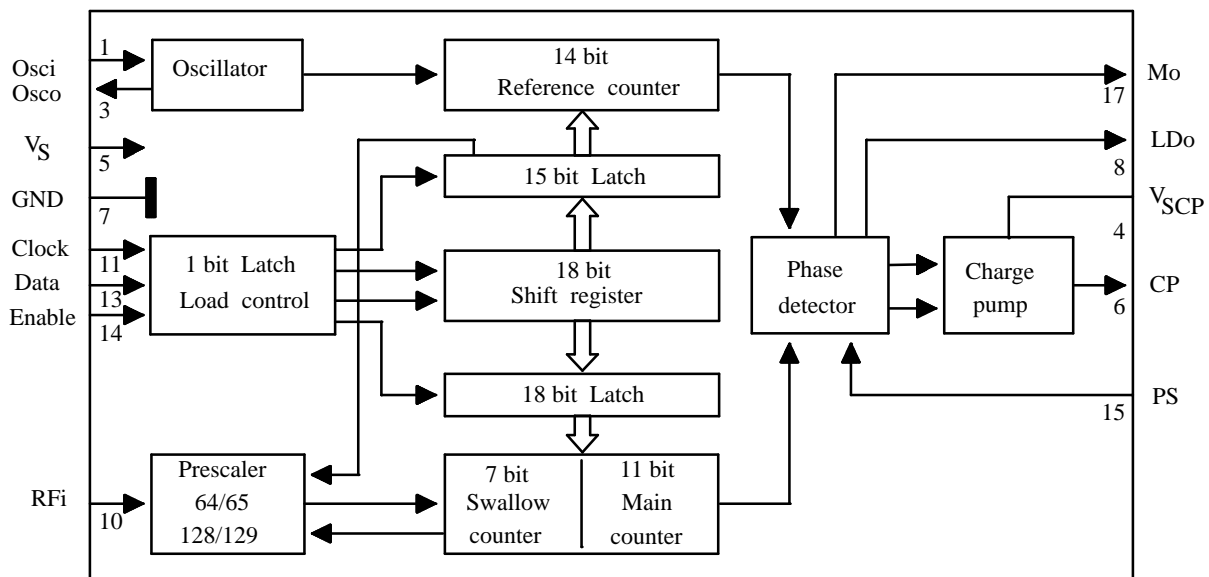 1
Osci
Osco
3
Oscillator
14 bit
Reference counter
Mo
17
VS
5
15 bit Latch
LDo
8
GND
7
VSCP
4
Clock
11
Data
13
Enable
14
1 bit Latch
Load control
18 bit
Shift register
Phase
detector
Charge
pump
CP
6
18 bit Latch
PS
15
RFi
10
Prescaler
64/65
128/129
7 bit
Swallow
counter
11 bit
Main
counter